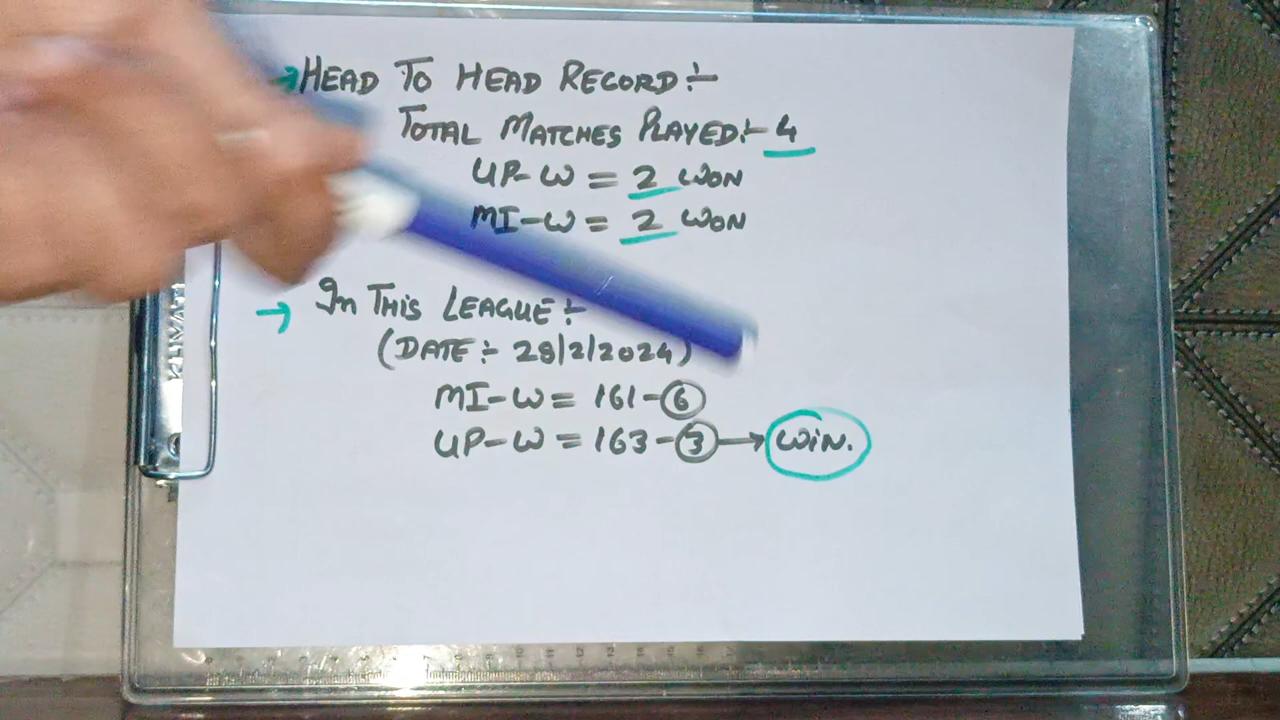 → HEAD TO HEAD RECORD :-
TOTAL MATCHES PLAYED :- 4
UP-W = 2 WON
MI-W = 2 WON
→ In THiS LEAGUE :-
(DATE :- 28/2/2024)
MI-W = 161-6
UP-W = 163-3 → WiN.